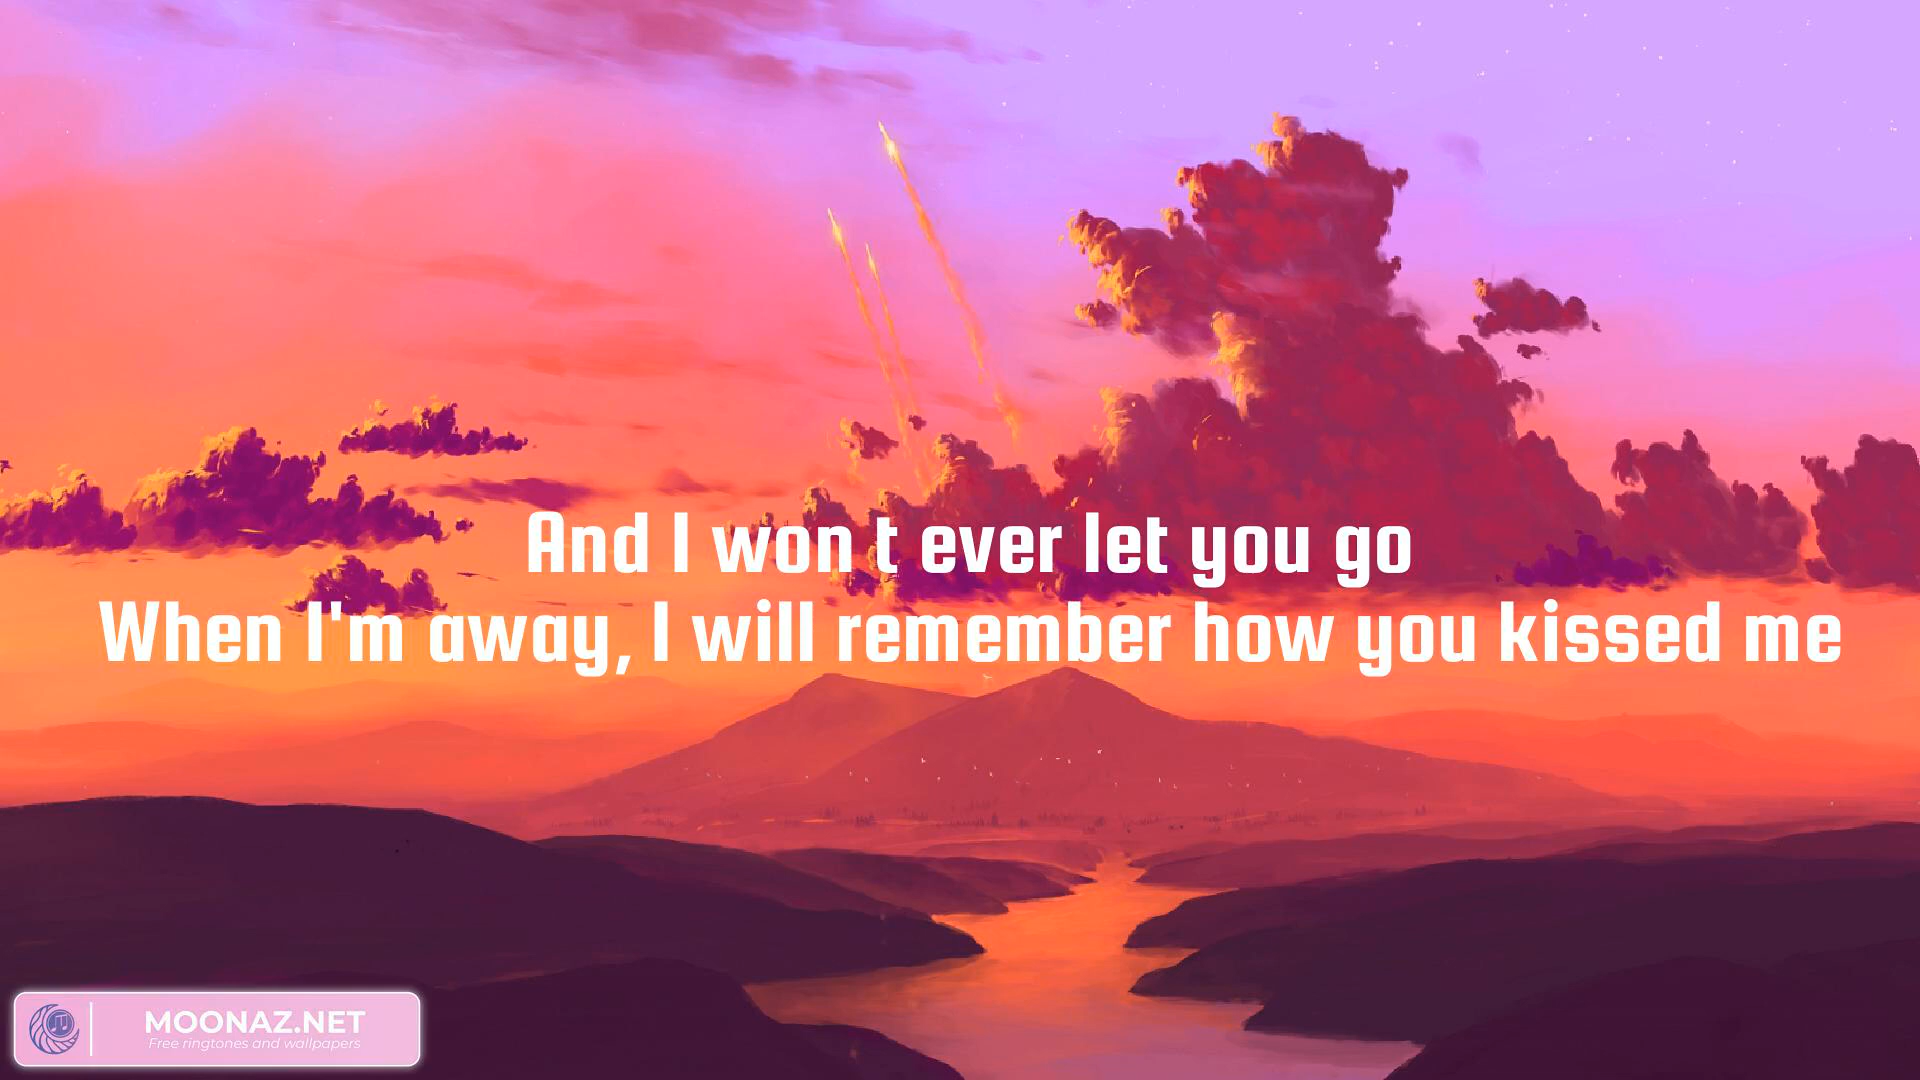 And I won t ever let you go
When I'm away, I will remember how you kissed me
MOONAZ.NET
Free ringtones and wallpapers